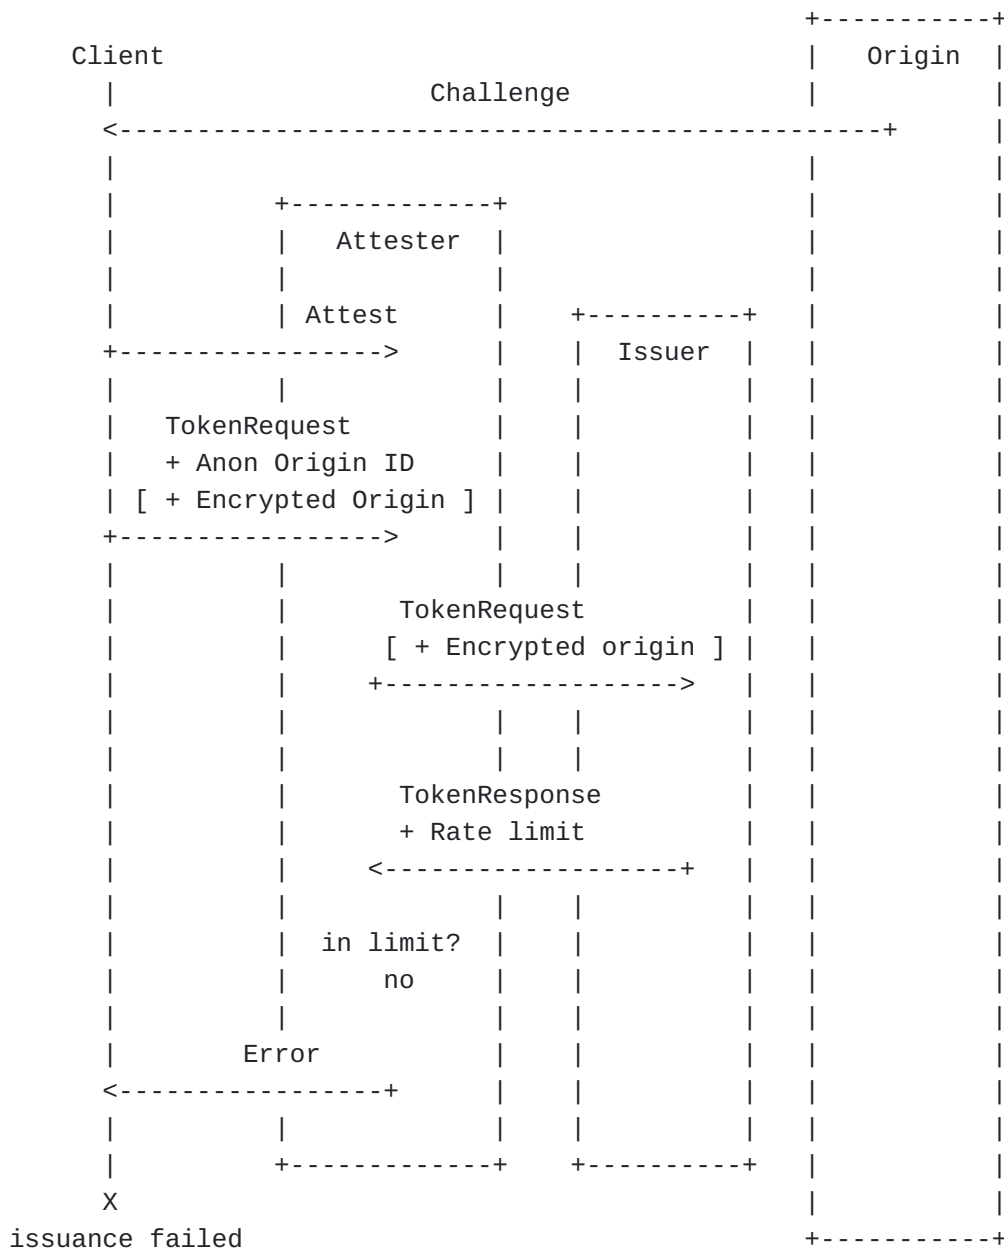 Client Origin
Challenge
Attester
Attest
Issuer
TokenRequest
+ Anon Origin ID
[ + Encrypted Origin ]
TokenRequest
[ + Encrypted origin ]
TokenResponse
+ Rate limit
in limit?
no
Error
X
issuance failed